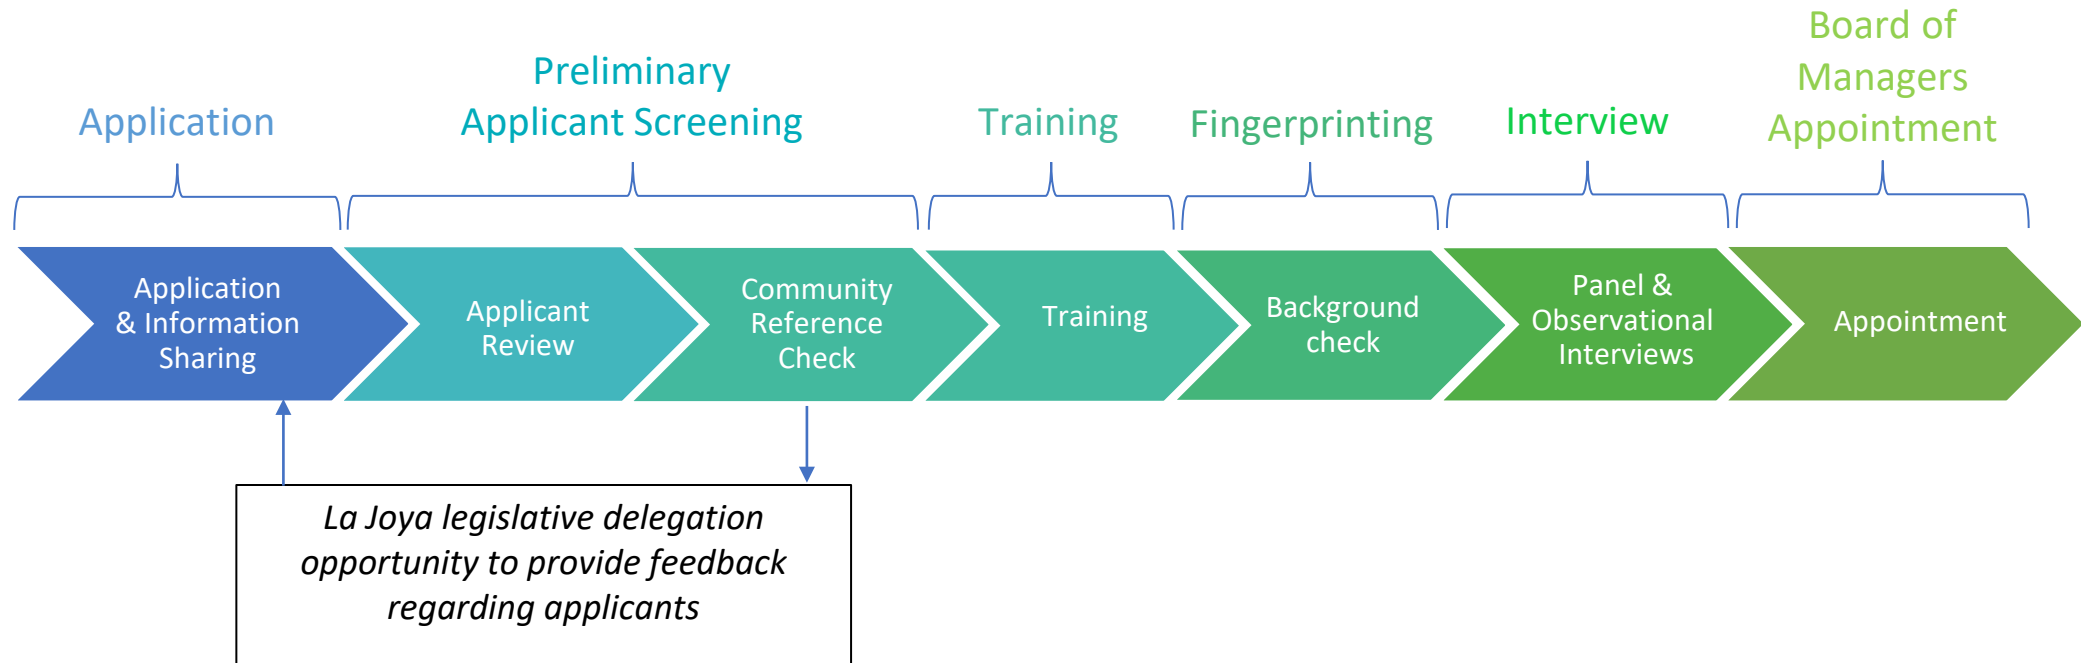 Application
Preliminary
Applicant Screening
Training
Fingerprinting
Interview
Board of
Managers
Appointment
Application
& Information
Sharing
Applicant
Review
Community
Reference
Check
Training
Background
check
Panel &
Observational
Interviews
Appointment
La Joya legislative delegation
opportunity to provide feedback
regarding applicants